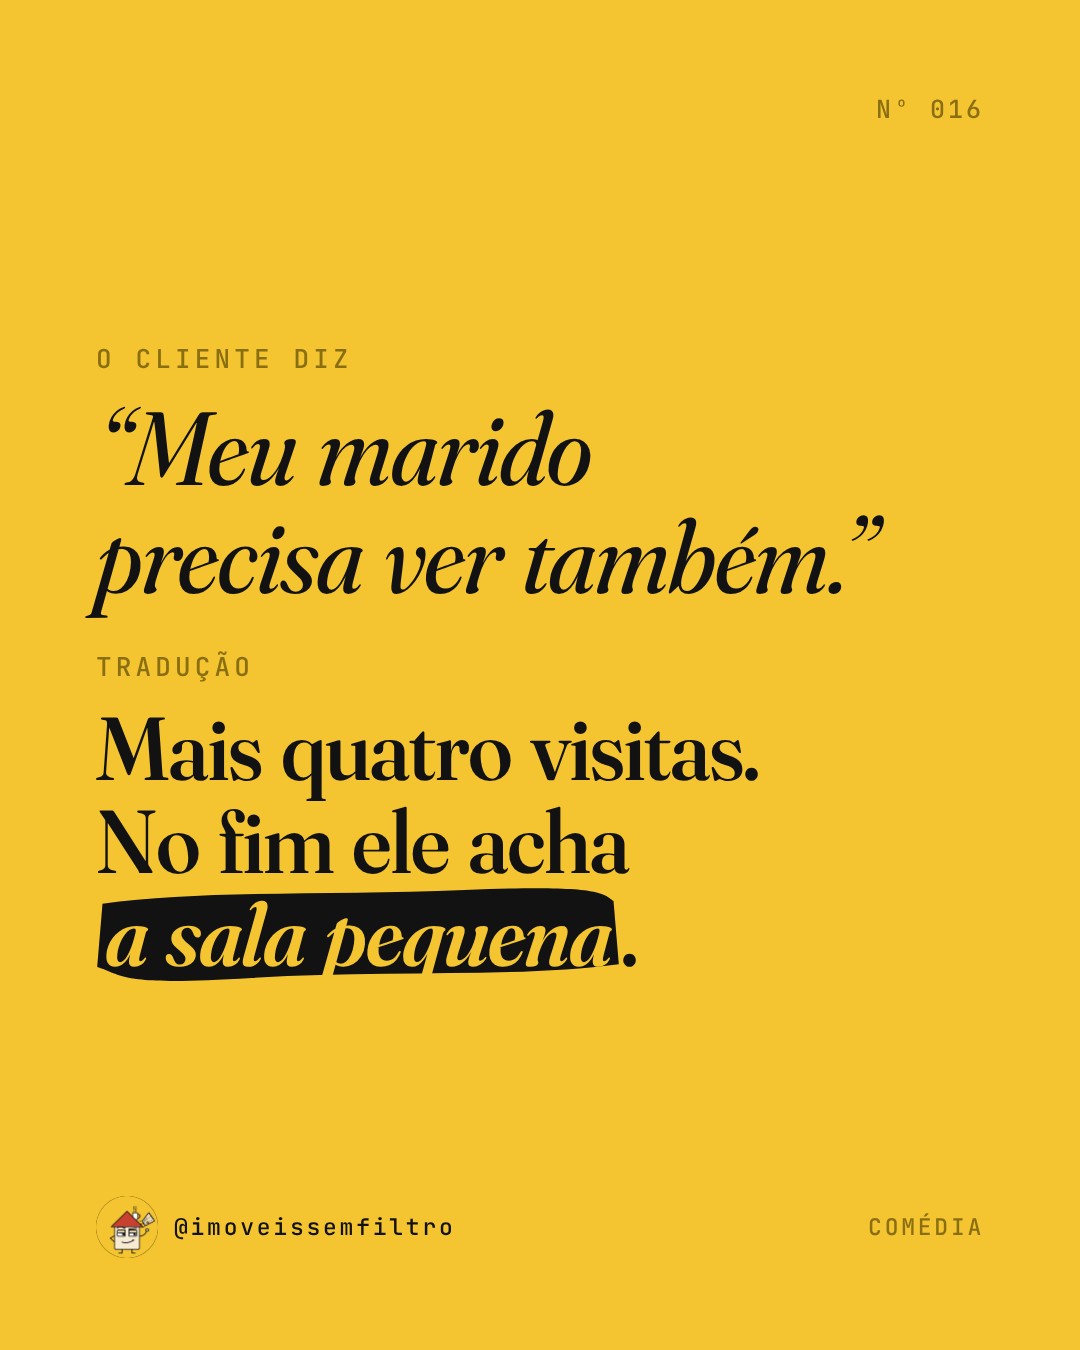 Nº 016
O CLIENTE DIZ
“Meu marido
precisa ver também.”
TRADUÇÃO
Mais quatro visitas.
No fim ele acha
a sala pequena.
@imoveissemfiltro
COMÉDIA